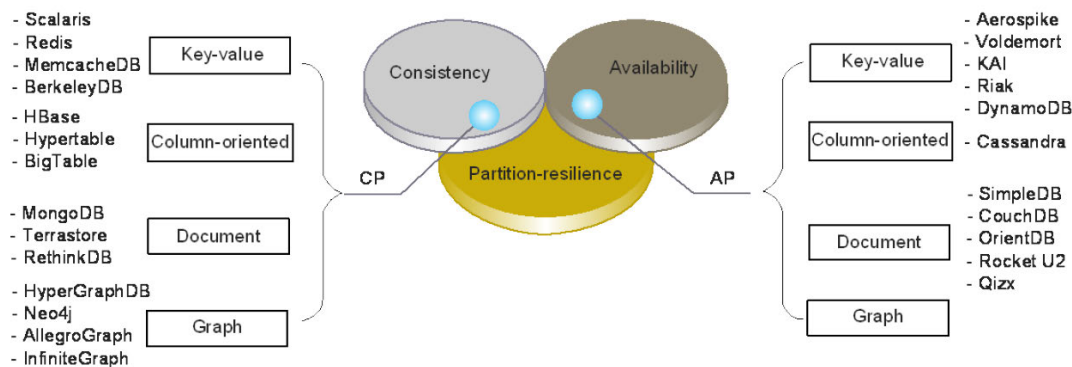 - Scalaris
- Redis
- MemcacheDB
- BerkeleyDB
Key-value
- HBase
- Hypertable
- BigTable
Column-oriented
- MongoDB
- Terrastore
- RethinkDB
Document
- HyperGraphDB
- Neo4j
- AllegroGraph
- InfiniteGraph
Graph
CP
Consistency
Availability
Partition-resilience
AP
Key-value
- Aerospike
- Voldemort
- KAI
- Riak
- DynamoDB
Column-oriented
- Cassandra
Document
- SimpleDB
- CouchDB
- OrientDB
- Rocket U2
- Qizx
Graph